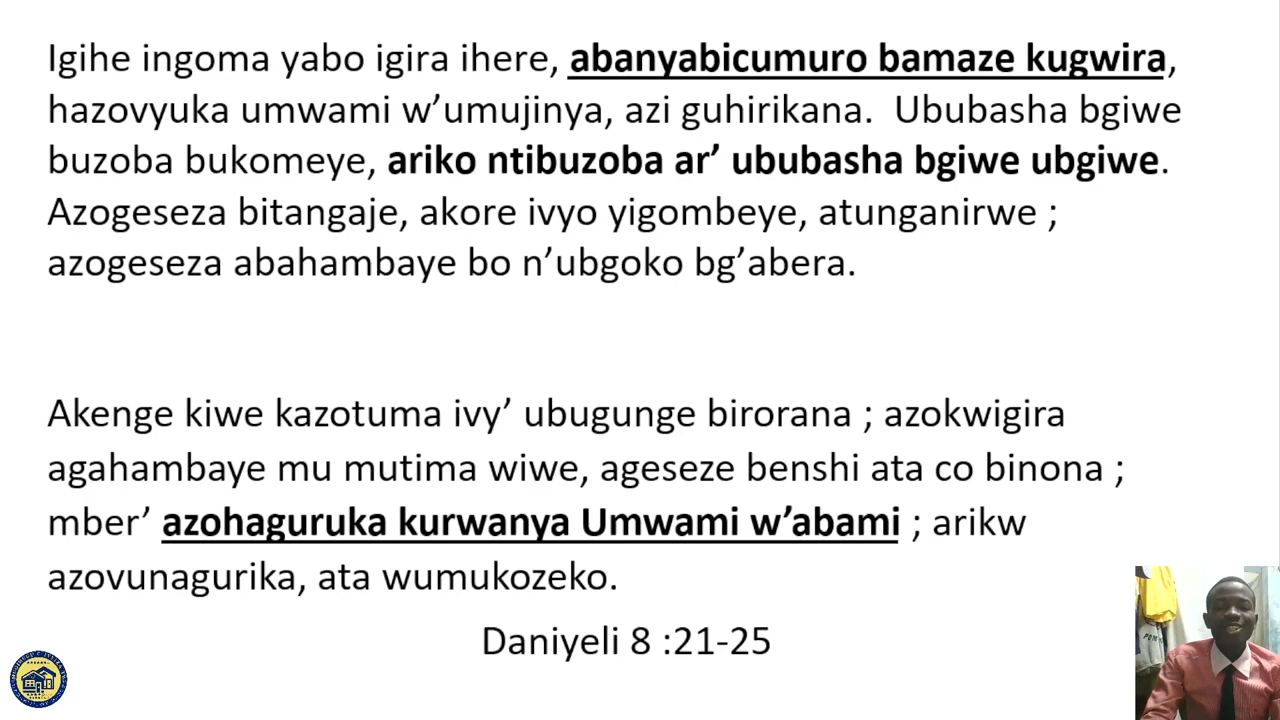 Igihe ingoma yabo igira ihere, abanyabicumuro bamaze kugwira,
hazovyuka umwami w’umujinya, azi guhirikana.  Ububasha bgiwe
buzoba bukomeye, ariko ntibuzoba ar’ ububasha bgiwe ubgiwe.
Azogeseza bitangaje, akore ivyo yigombeye, atunganirwe ;
azogeseza abahambaye bo n’ubgoko bg’abera.
Akenge kiwe kazotuma ivy’ ubugunge birorana ; azokwigira
agahambaye mu mutima wiwe, ageseze benshi ata co binona ;
mber’ azohaguruka kurwanya Umwami w’abami ; arikw
azovunagurika, ata wumukozeko.
Daniyeli 8 :21-25